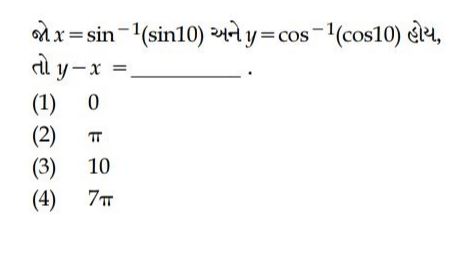 જો x = sin⁻¹(sin10) અને y = cos⁻¹(cos10) હોય,
તો y − x = __________ .
(1) 0
(2) π
(3) 10
(4) 7π